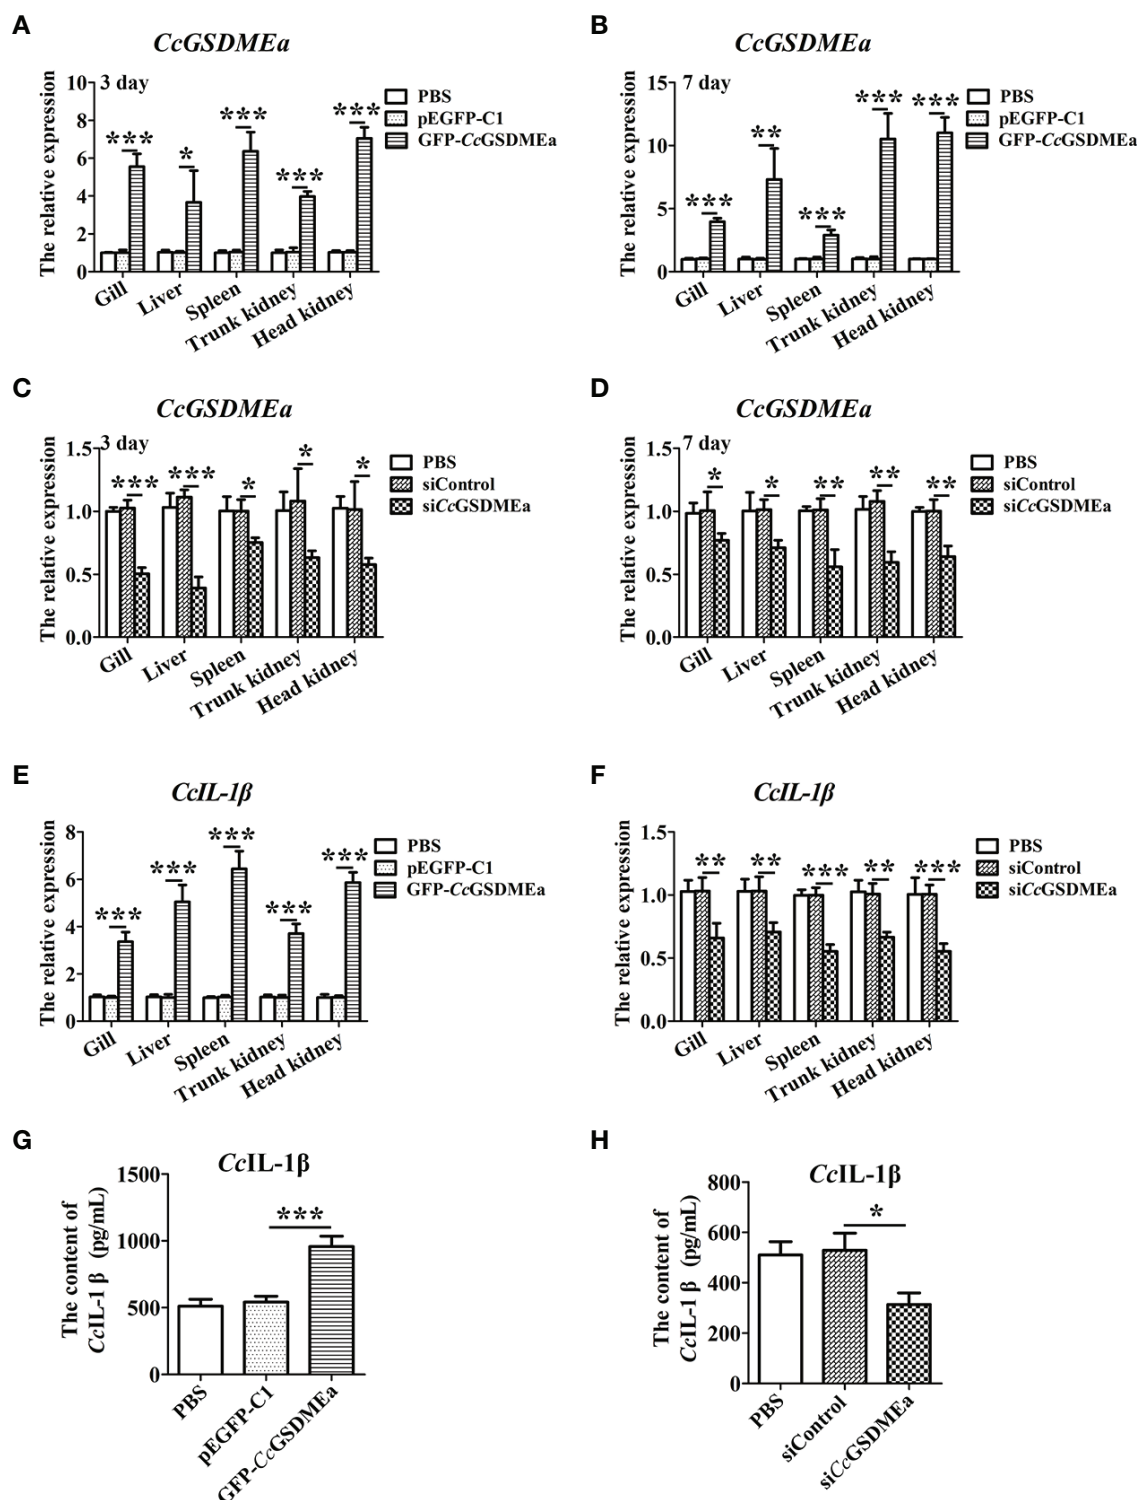 A
CcGSDMEa
3 day
The relative expression
10
8
6
4
2
0
***
*
***
***
***
PBS
pEGFP-C1
GFP-CcGSDMEa
Gill
Liver
Spleen
Trunk kidney
Head kidney
B
CcGSDMEa
7 day
The relative expression
15
10
5
0
***
**
***
***
***
PBS
pEGFP-C1
GFP-CcGSDMEa
Gill
Liver
Spleen
Trunk kidney
Head kidney
C
CcGSDMEa
3 day
The relative expression
1.5
1.0
0.5
0.0
***
***
*
*
*
PBS
siControl
siCcGSDMEa
Gill
Liver
Spleen
Trunk kidney
Head kidney
D
CcGSDMEa
7 day
The relative expression
1.5
1.0
0.5
0.0
*
*
**
**
**
PBS
siControl
siCcGSDMEa
Gill
Liver
Spleen
Trunk kidney
Head kidney
E
CcIL-1β
The relative expression
8
6
4
2
0
***
***
***
***
***
PBS
pEGFP-C1
GFP-CcGSDMEa
Gill
Liver
Spleen
Trunk kidney
Head kidney
F
CcIL-1β
The relative expression
1.5
1.0
0.5
0.0
**
**
***
**
***
PBS
siControl
siCcGSDMEa
Gill
Liver
Spleen
Trunk kidney
Head kidney
G
CcIL-1β
The content of
CcIL-1 β (pg/mL)
1500
1000
500
0
***
PBS
pEGFP-C1
GFP-CcGSDMEa
H
CcIL-1β
The content of
CcIL-1 β (pg/mL)
800
600
400
200
0
*
PBS
siControl
siCcGSDMEa